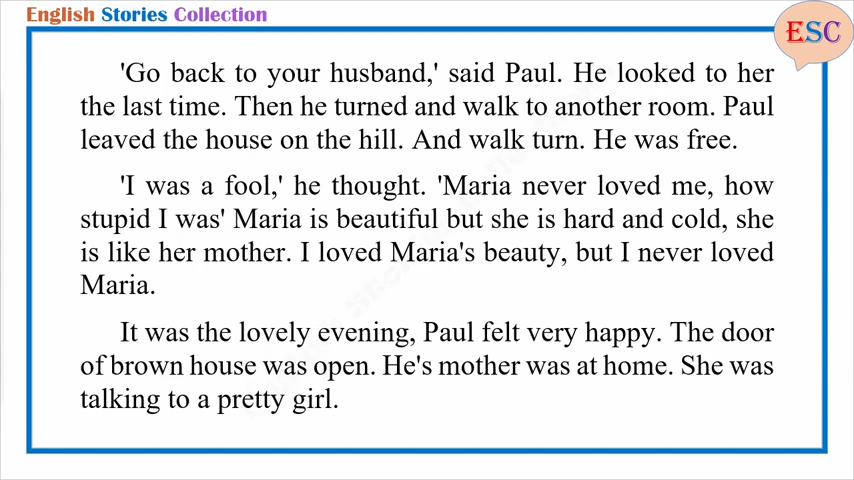 English Stories Collection
ESC
'Go back to your husband,' said Paul. He looked to her
the last time. Then he turned and walk to another room. Paul
leaved the house on the hill. And walk turn. He was free.
'I was a fool,' he thought. 'Maria never loved me, how
stupid I was' Maria is beautiful but she is hard and cold, she
is like her mother. I loved Maria's beauty, but I never loved
Maria.
It was the lovely evening, Paul felt very happy. The door
of brown house was open. He's mother was at home. She was
talking to a pretty girl.